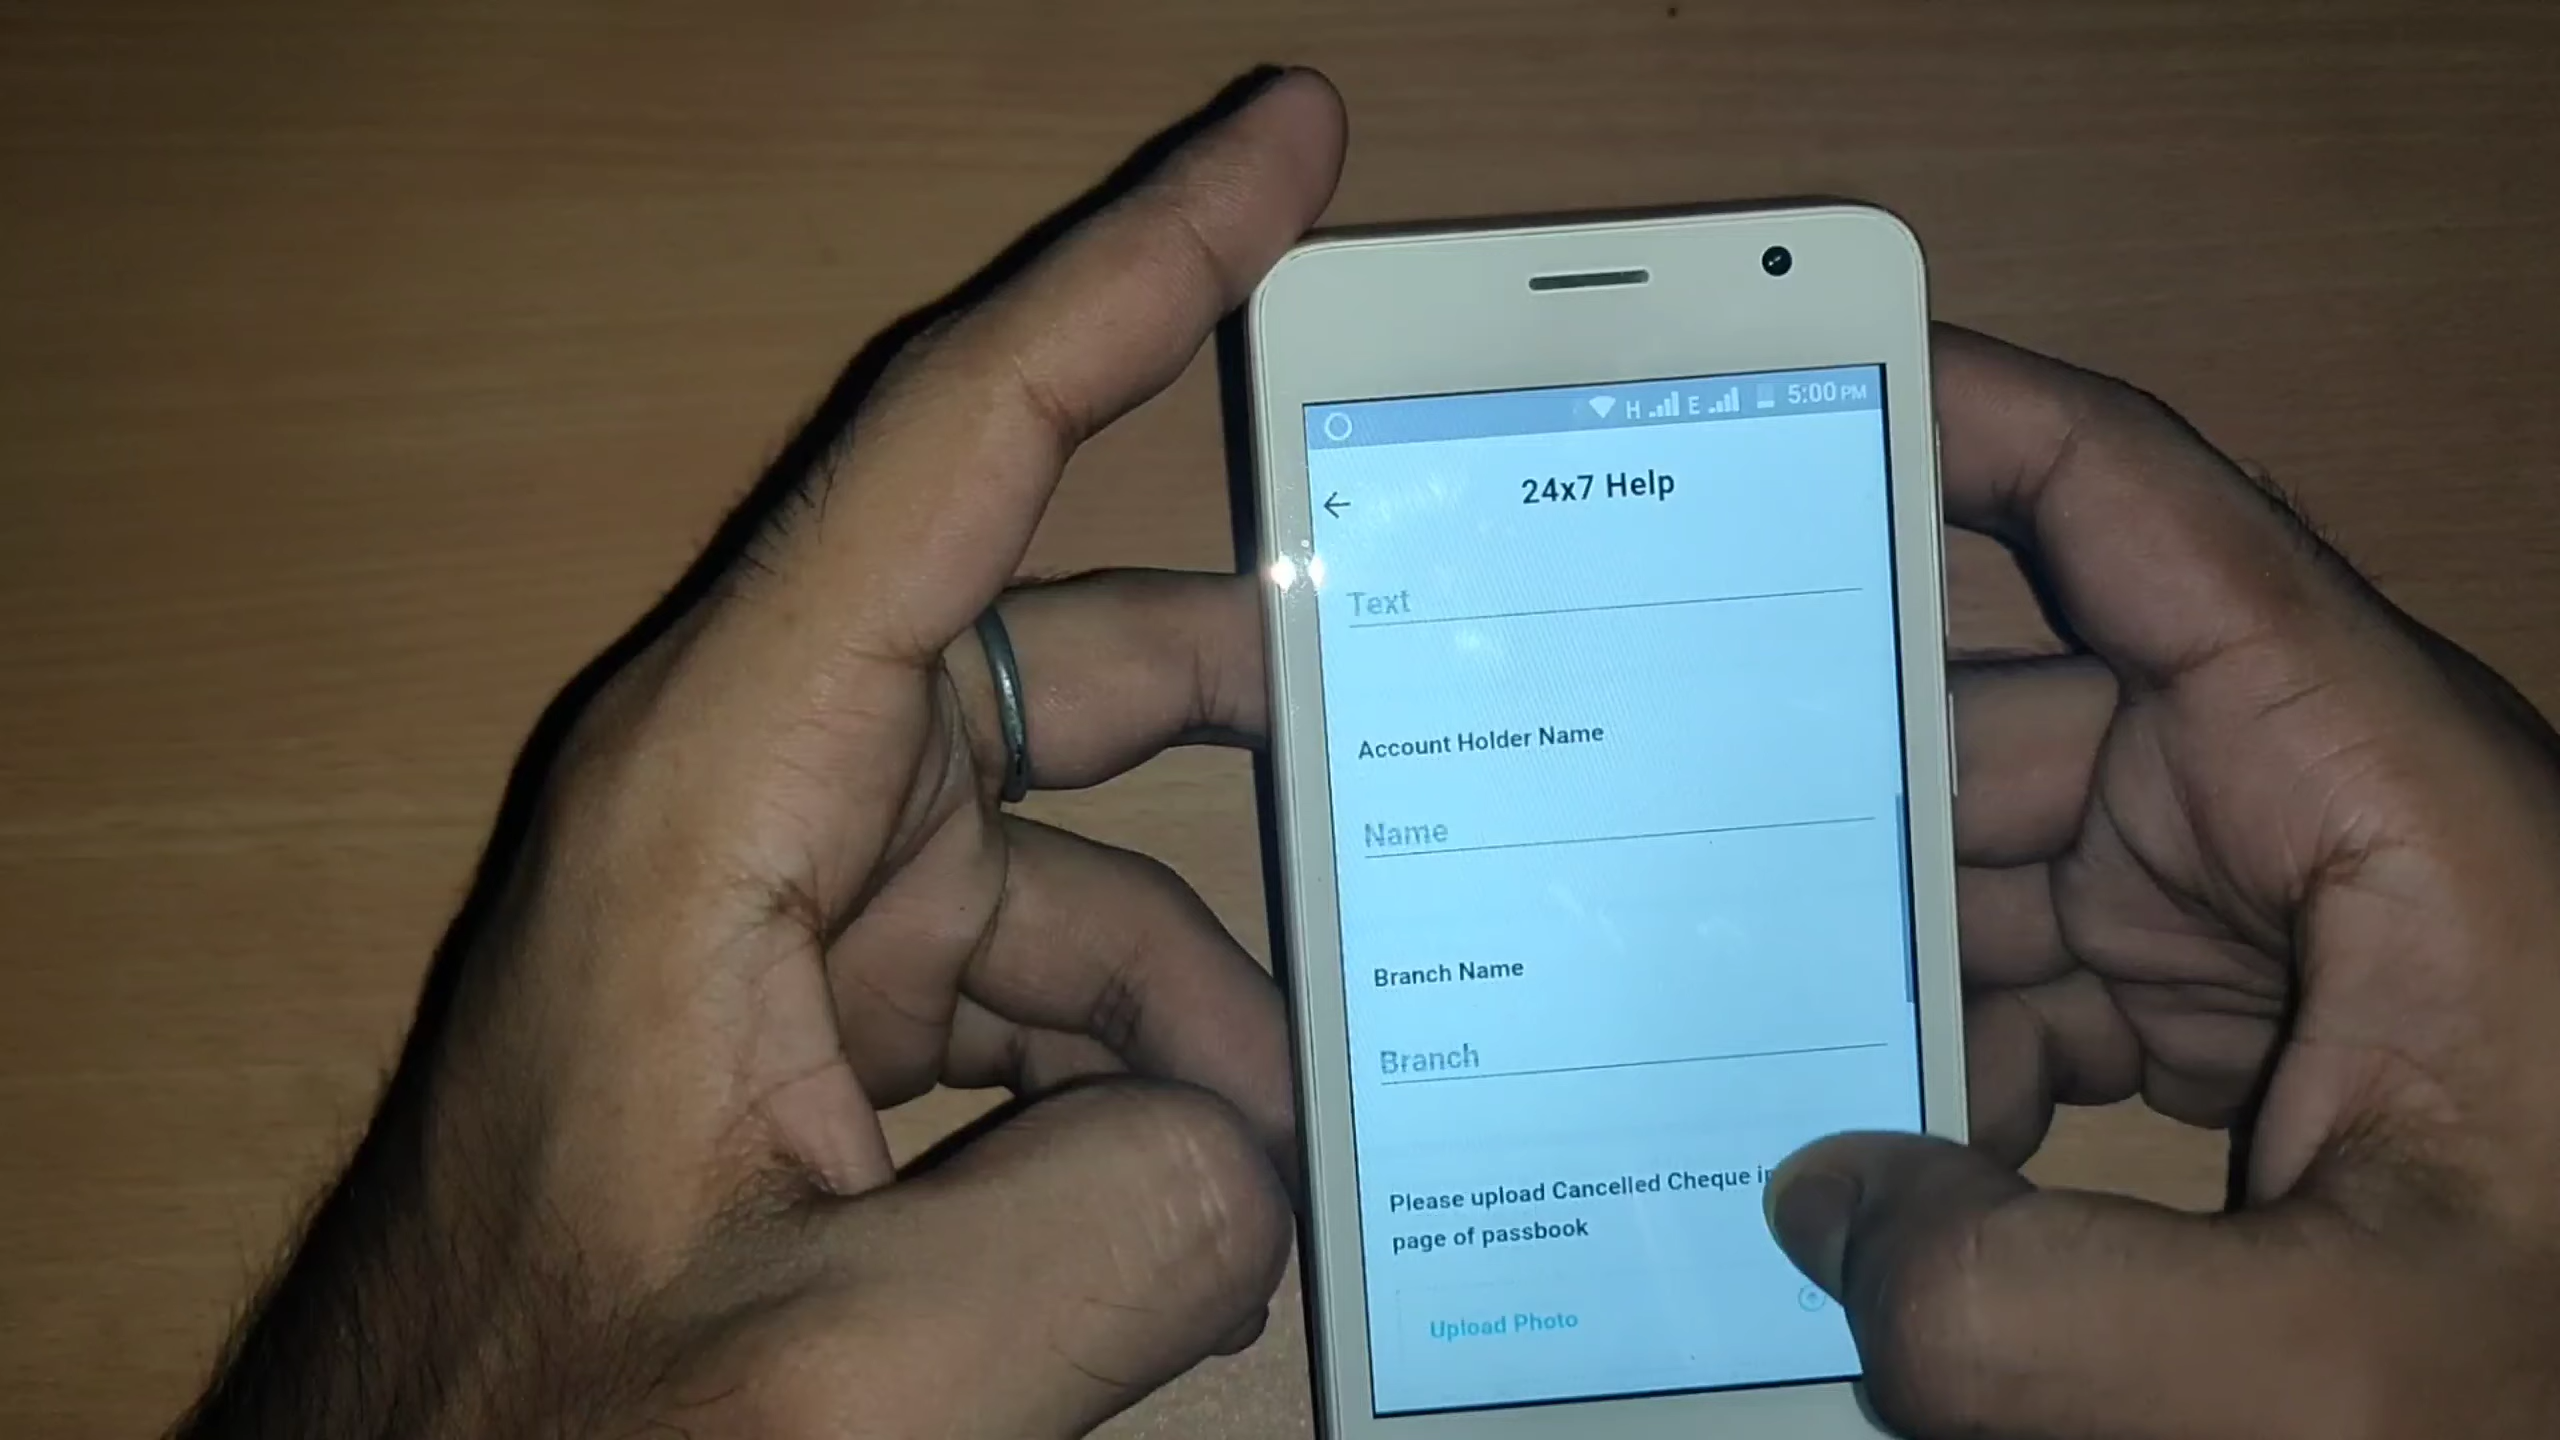 H E 5:00 PM
24x7 Help
Text
Account Holder Name
Name
Branch Name
Branch
Please upload Cancelled Cheque
page of passbook
Upload Photo